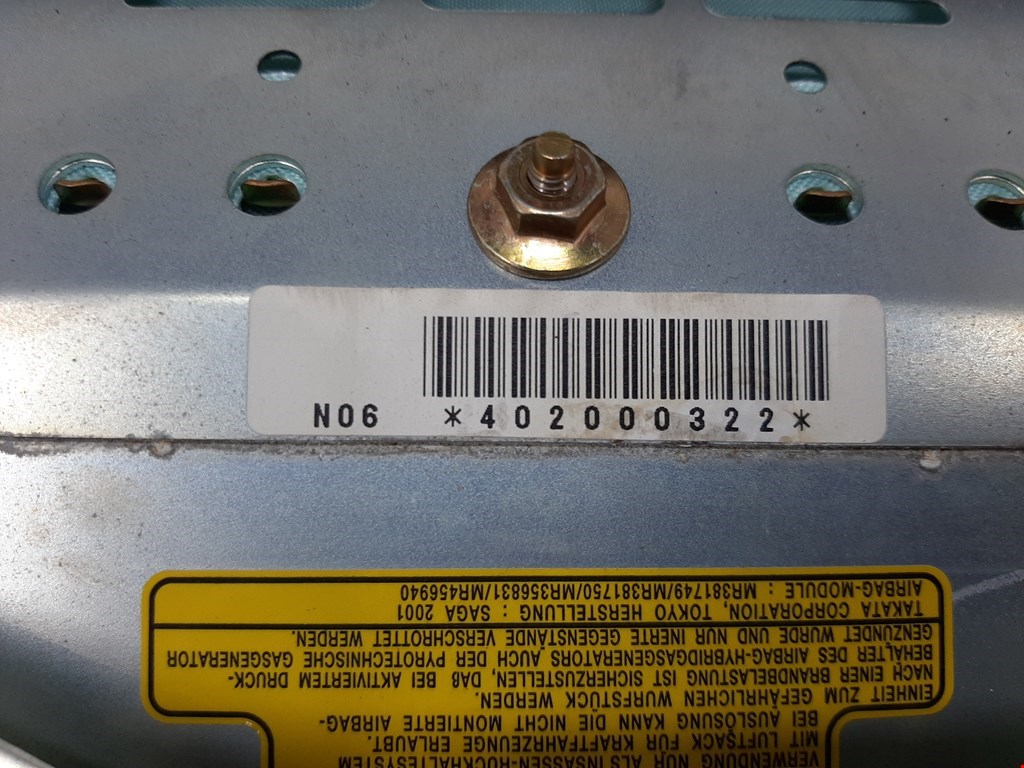 N06 *402000322*
VERWENDUNG NUR ALS INSASSEN-RÜCKHALTESYSTEM
MIT LUFTSACK FÜR KRAFTFAHRZEUNGE ERLAUBT.
BEI AUSLÖSUNG KANN DIE NICHT MONTIERTE AIRBAG-
EINHEIT ZUM GEFÄHRLICHEN WURFSTÜCK WERDEN.
NACH EINER BRANDBELASTUNG IST SICHERZUSTELLEN, DAß BEI AKTIVIERTEM DRUCK-
BEHÄLTER DES AIRBAG-HYBRIDGASGENERATORS AUCH DER PYROTECHNISCHE GASGENERATOR
GENZÜNDET WURDE UND NUR INERTE GEGENSTÄNDE VERSCHROTTET WERDEN.
TAKATA CORPORATION, TOKYO HERSTELLUNG : SAGA 2001
AIRBAG-MODULE : MR381749/MR381750/MR356831/MR456940